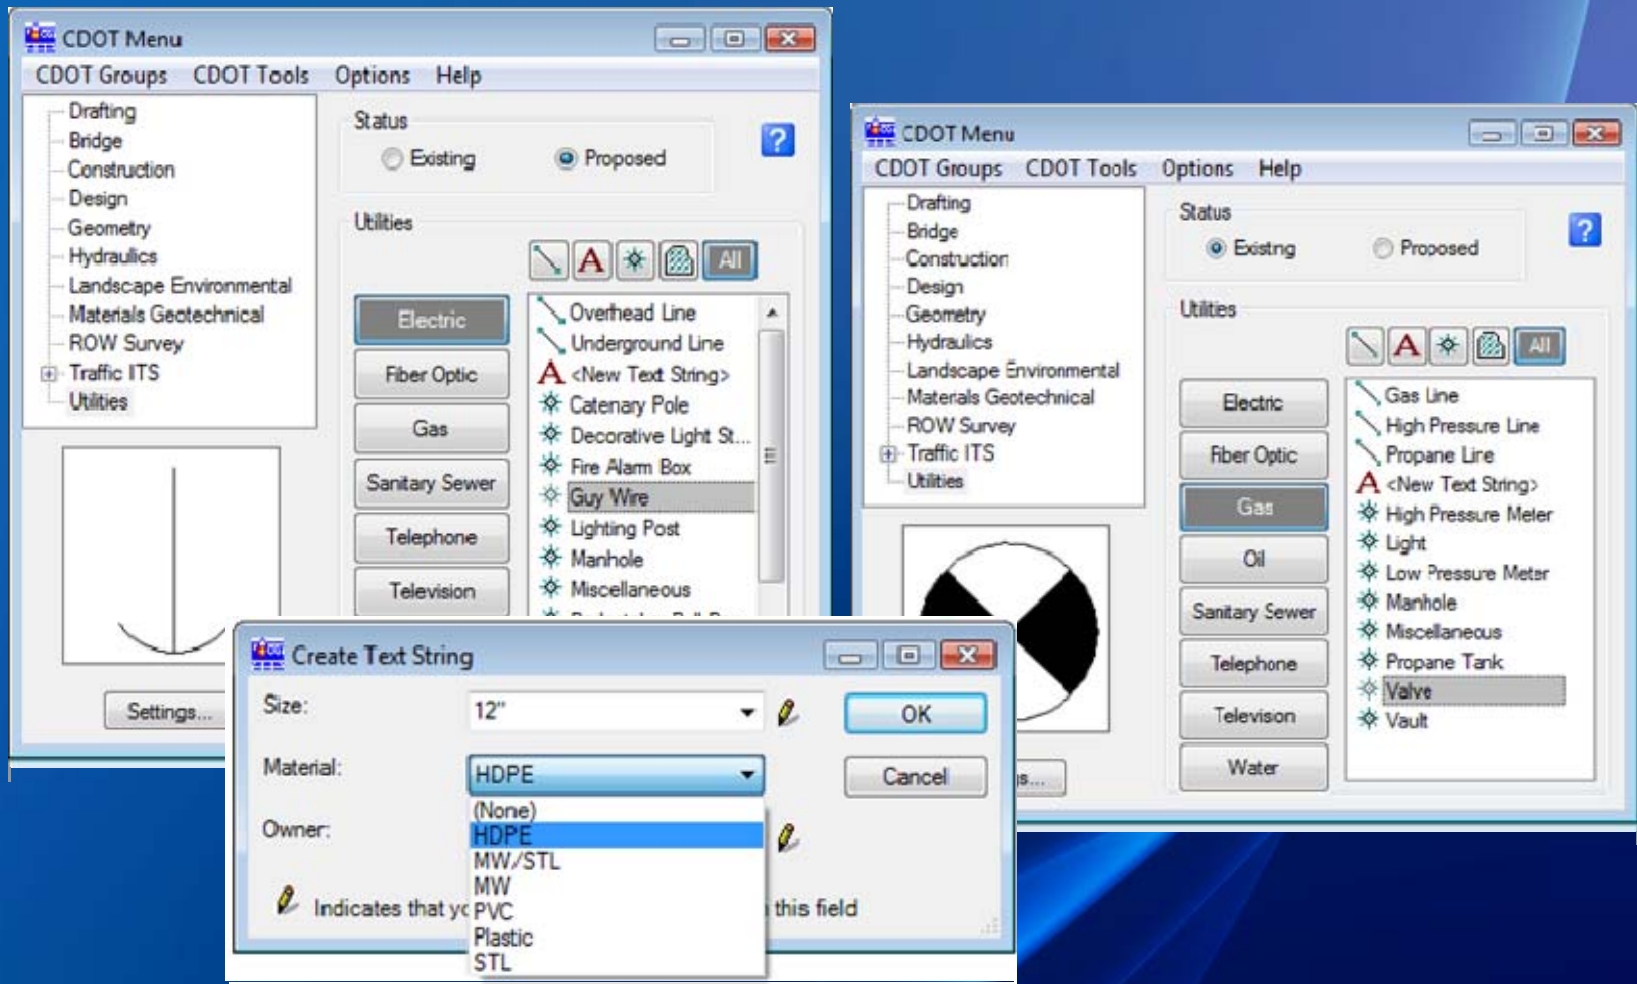 CDOT Menu
CDOT Groups CDOT Tools Options Help
Drafting
Bridge
Construction
Design
Geometry
Hydraulics
Landscape Environmental
Materials Geotechnical
ROW Survey
Traffic ITS
Utilities
Status
Existing Proposed
?
Utilities
A All
Electric
Fiber Optic
Gas
Sanitary Sewer
Telephone
Television
Overhead Line
Underground Line
A <New Text String>
Catenary Pole
Decorative Light St...
Fire Alarm Box
Guy Wire
Lighting Post
Manhole
Miscellaneous
Settings...
CDOT Menu
CDOT Groups CDOT Tools Options Help
Drafting
Bridge
Construction
Design
Geometry
Hydraulics
Landscape Environmental
Materals Geotechnical
ROW Survey
Traffic ITS
Utilities
Status
Existing Proposed
?
Utilities
A All
Electric
Fiber Optic
Gas
Oil
Sanitary Sewer
Telephone
Televison
Water
Gas Line
High Pressure Line
Propane Line
A <New Text String>
High Pressure Meter
Light
Low Pressure Meter
Manhole
Miscellaneous
Propane Tank
Valve
Vault
s...
Create Text String
Size: 12"
OK
Material: HDPE
Cancel
(None)
Owner: HDPE
MW/STL
MW
Indicates that yo this field
PVC
Plastic
STL